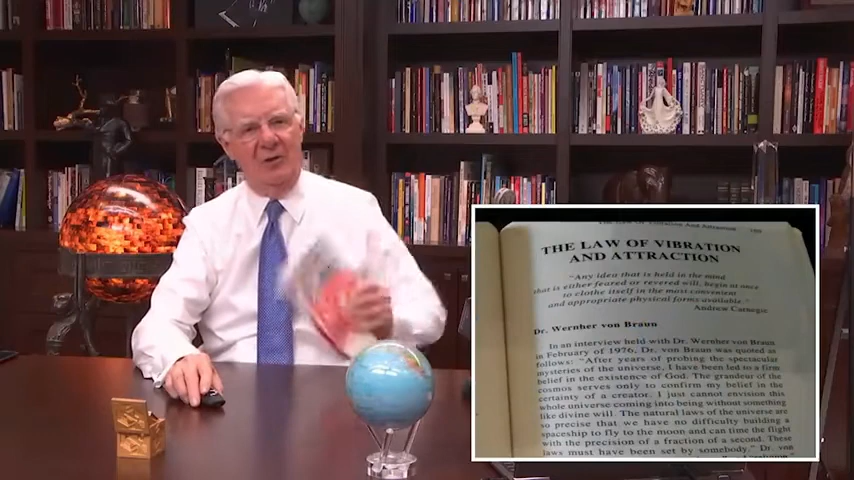 The Law of Vibration And Attraction
THE LAW OF VIBRATION
AND ATTRACTION
"Any idea that is held in the mind
that is either feared or revered will, begin at once
to clothe itself in the most convenient
and appropriate physical forms available."
Andrew Carnegie
Dr. Wernher von Braun
In an interview held with Dr. Wernher von Braun
in February of 1976, Dr. von Braun was quoted as
follows: "After years of probing the spectacular
mysteries of the universe, I have been led to a firm
belief in the existence of God. The grandeur of the
cosmos serves only to confirm my belief in the
certainty of a creator. I just cannot envision this
whole universe coming into being without something
like divine will. The natural laws of the universe are
so precise that we have no difficulty building a
spaceship to fly to the moon and can time the flight
with the precision of a fraction of a second. These
laws must have been set by somebody." Dr. von